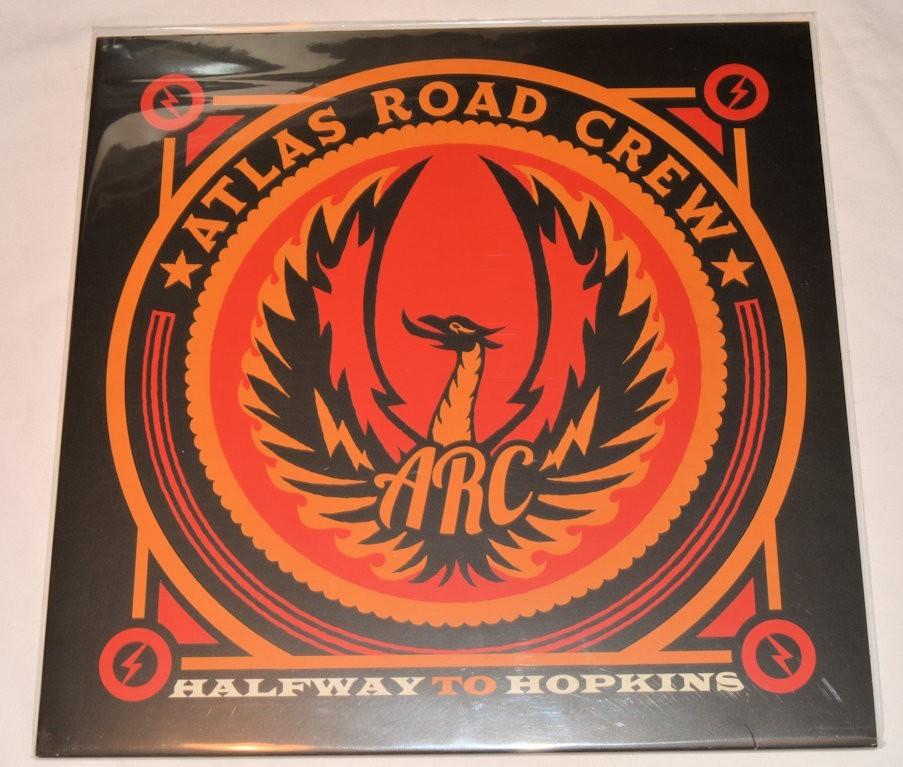 ATLAS ROAD CREW
ARC
HALFWAY TO HOPKINS